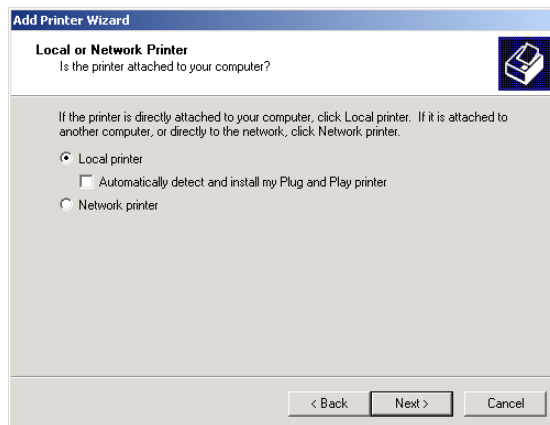 Add Printer Wizard
Local or Network Printer
Is the printer attached to your computer?
If the printer is directly attached to your computer, click Local printer. If it is attached to
another computer, or directly to the network, click Network printer.
Local printer
Automatically detect and install my Plug and Play printer
Network printer
< Back
Next >
Cancel